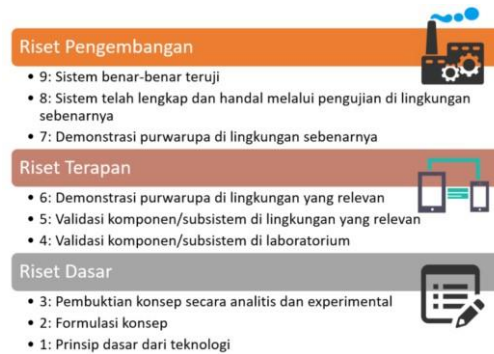 Riset Pengembangan
• 9: Sistem benar-benar teruji
• 8: Sistem telah lengkap dan handal melalui pengujian di lingkungan
sebenarnya
• 7: Demonstrasi purwarupa di lingkungan sebenarnya
Riset Terapan
• 6: Demonstrasi purwarupa di lingkungan yang relevan
• 5: Validasi komponen/subsistem di lingkungan yang relevan
• 4: Validasi komponen/subsistem di laboratorium
Riset Dasar
• 3: Pembuktian konsep secara analitis dan experimental
• 2: Formulasi konsep
• 1: Prinsip dasar dari teknologi